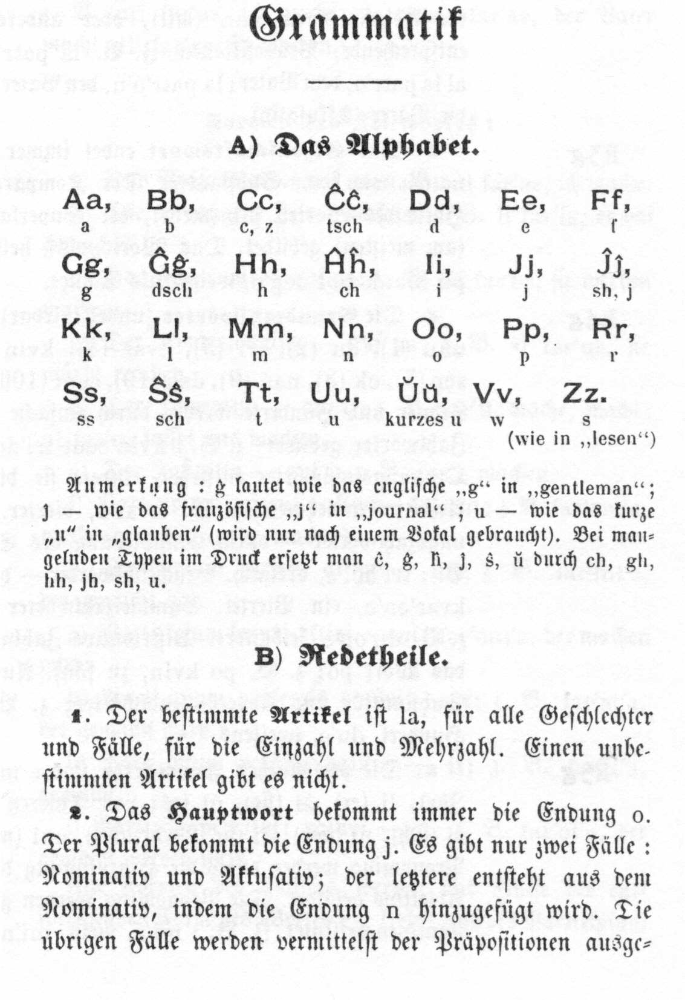 Grammatik
A) Das Alphabet.
Aa, Bb, Cc, Ĉĉ, Dd, Ee, Ff,
a b c, z tsch d e f
Gg, Ĝĝ, Hh, Ĥĥ, Ii, Jj, Ĵĵ,
g dsch h ch i j sh, j
Kk, Ll, Mm, Nn, Oo, Pp, Rr,
k l m n o p r
Ss, Ŝŝ, Tt, Uu, Ŭŭ, Vv, Zz.
ss sch t u kurzes u w s
(wie in „lesen“)
Anmerkung : ĝ lautet wie das englische „g“ in „gentleman“;
ĵ — wie das französische „j“ in „journal“ ; u — wie das kurze
„u“ in „glauben“ (wird nur nach einem Vokal gebraucht). Bei man-
gelnden Typen im Druck ersetzt man ĉ, ĝ, ĥ, ĵ, ŝ, ŭ durch ch, gh,
hh, jh, sh, u.
B) Redetheile.
1. Der bestimmte Artikel ist la, für alle Geschlechter
und Fälle, für die Einzahl und Mehrzahl. Einen unbe-
stimmten Artikel gibt es nicht.
2. Das Hauptwort bekommt immer die Endung o.
Der Plural bekommt die Endung j. Es gibt nur zwei Fälle :
Nominativ und Akkusativ; der letztere entsteht aus dem
Nominativ, indem die Endung n hinzugefügt wird. Die
übrigen Fälle werden vermittelst der Präpositionen ausge-